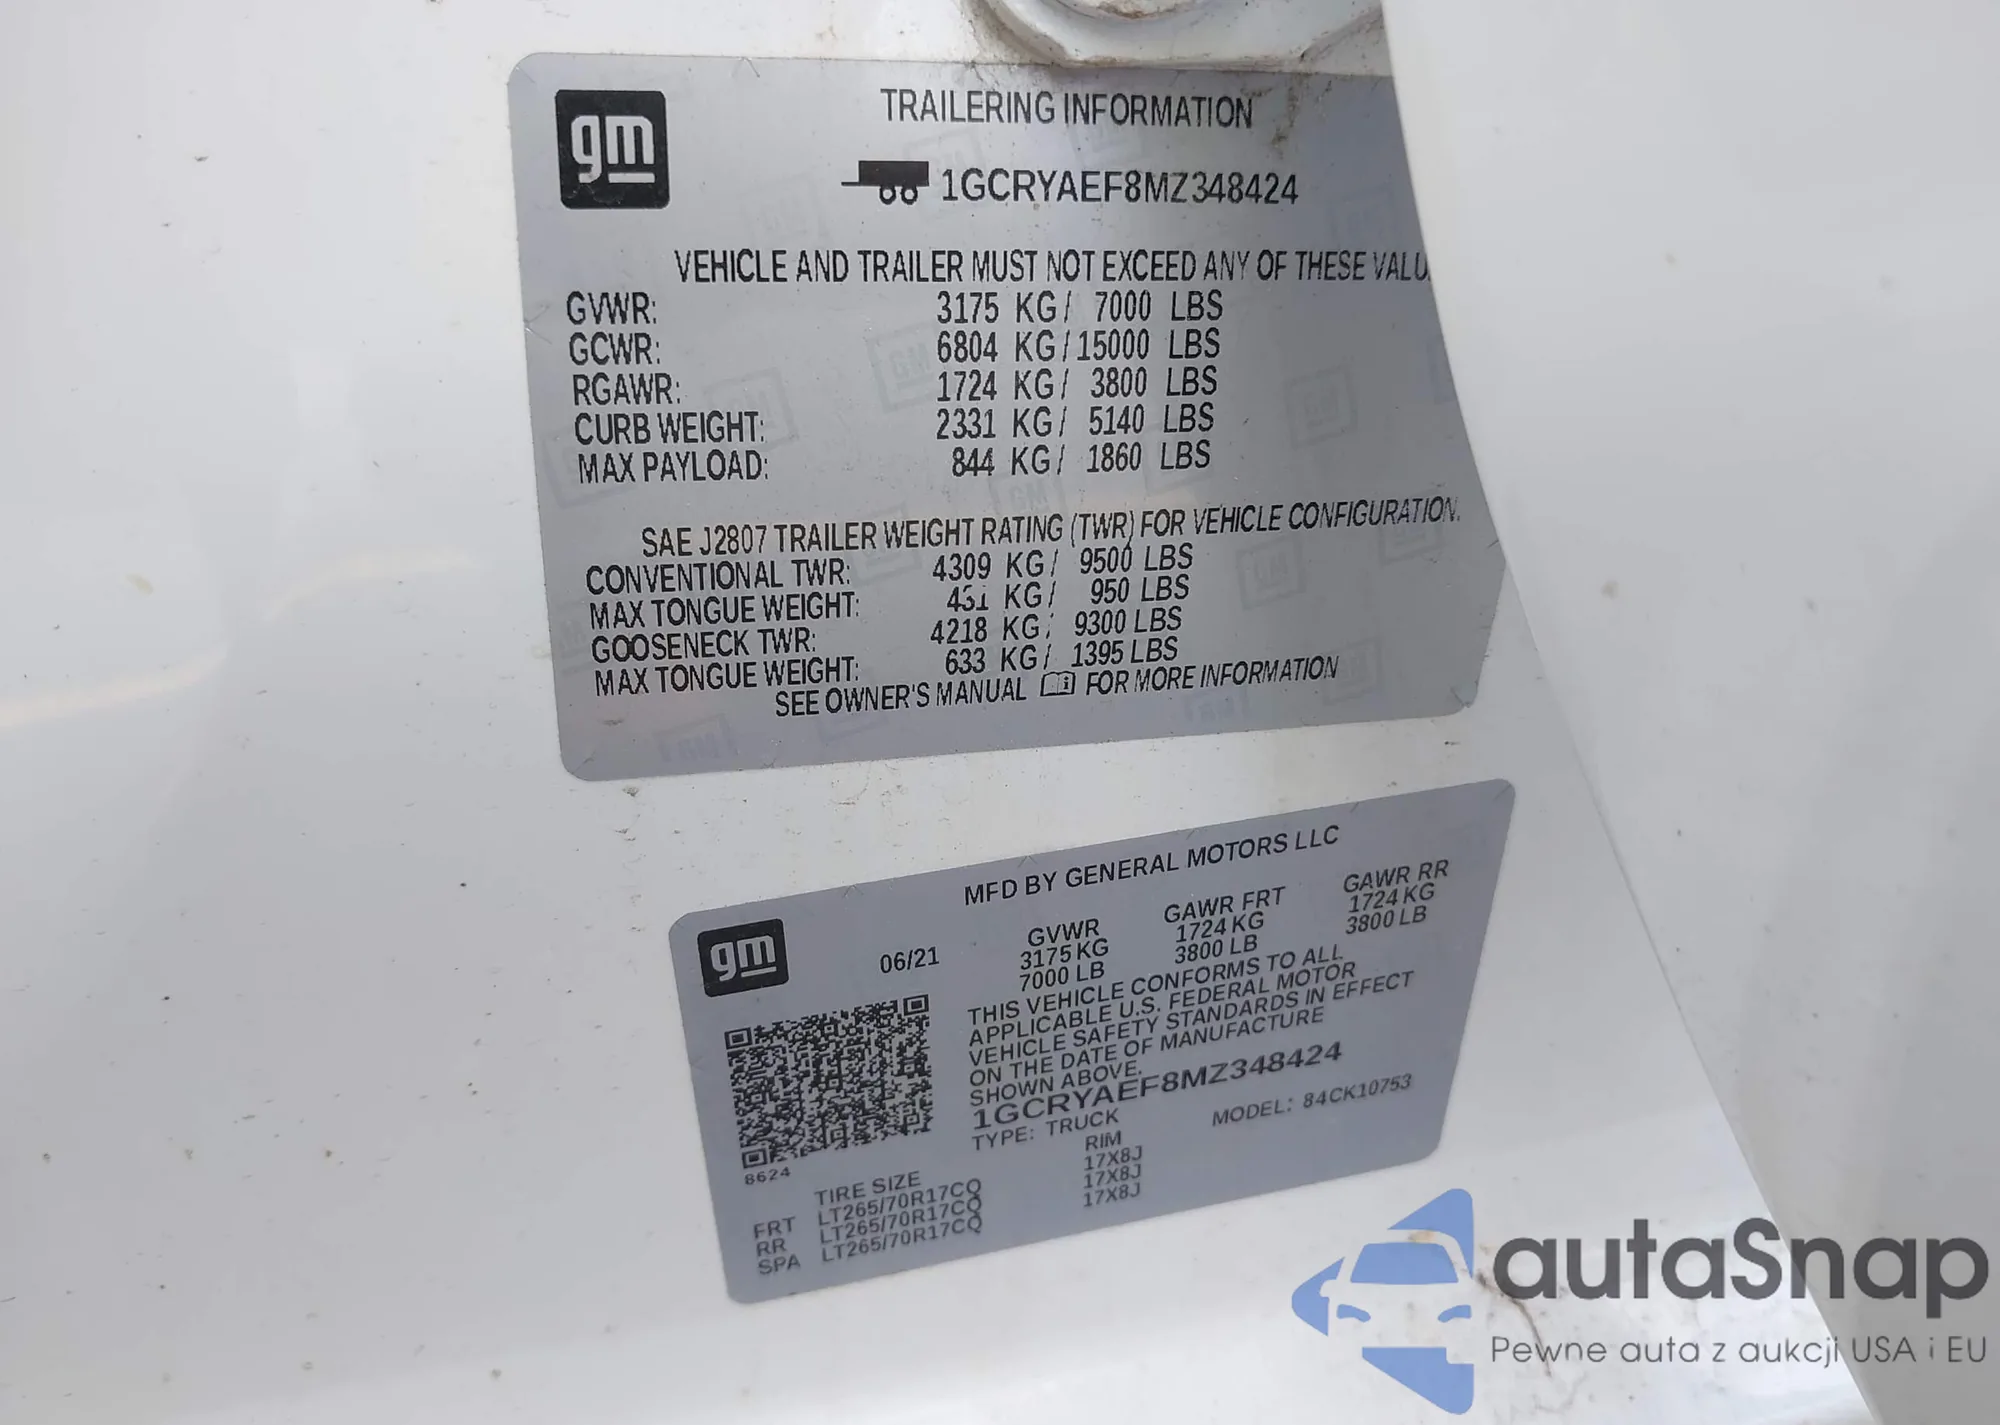 gm
TRAILERING INFORMATION
1GCRYAEF8MZ348424
VEHICLE AND TRAILER MUST NOT EXCEED ANY OF THESE VALU
GVWR: 3175 KG/ 7000 LBS
GCWR: 6804 KG/15000 LBS
RGAWR: 1724 KG/ 3800 LBS
CURB WEIGHT: 2331 KG/ 5140 LBS
MAX PAYLOAD: 844 KG/ 1860 LBS
SAE J2807 TRAILER WEIGHT RATING (TWR) FOR VEHICLE CONFIGURATION.
CONVENTIONAL TWR: 4309 KG/ 9500 LBS
MAX TONGUE WEIGHT: 431 KG/ 950 LBS
GOOSENECK TWR: 4218 KG/ 9300 LBS
MAX TONGUE WEIGHT: 633 KG/ 1395 LBS
SEE OWNER'S MANUAL FOR MORE INFORMATION
MFD BY GENERAL MOTORS LLC
gm
06/21
GVWR GAWR FRT GAWR RR
3175 KG 1724 KG 1724 KG
7000 LB 3800 LB 3800 LB
THIS VEHICLE CONFORMS TO ALL
APPLICABLE U.S. FEDERAL MOTOR
VEHICLE SAFETY STANDARDS IN EFFECT
ON THE DATE OF MANUFACTURE
SHOWN ABOVE.
1GCRYAEF8MZ348424
TYPE: TRUCK MODEL: 84CK10753
8624
TIRE SIZE RIM
FRT LT265/70R17CQ 17X8J
RR LT265/70R17CQ 17X8J
SPA LT265/70R17CQ 17X8J
autaSnap
Pewne auta z aukcji USA i EU